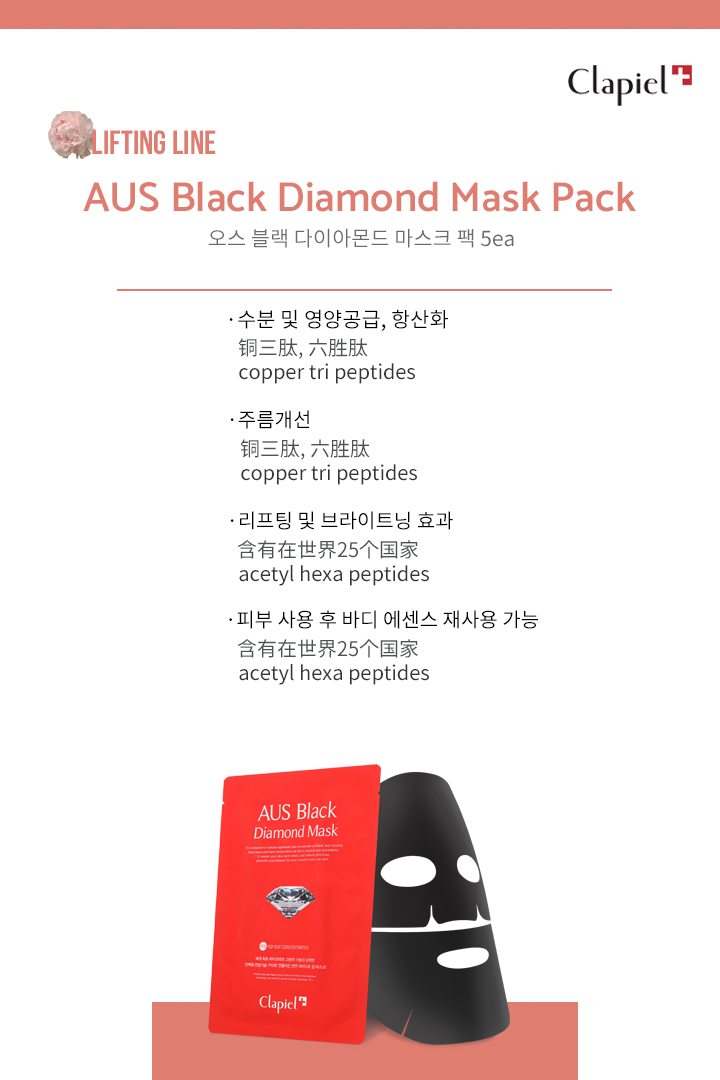 Clapiel
LIFTING LINE
AUS Black Diamond Mask Pack
오스 블랙 다이아몬드 마스크 팩 5ea
· 수분 및 영양공급, 항산화
铜三肽, 六胜肽
copper tri peptides
· 주름개선
铜三肽, 六胜肽
copper tri peptides
· 리프팅 및 브라이트닝 효과
含有在世界25个国家
acetyl hexa peptides
· 피부 사용 후 바디 에센스 재사용 가능
含有在世界25个国家
acetyl hexa peptides
AUS Black
Diamond Mask
Clapiel